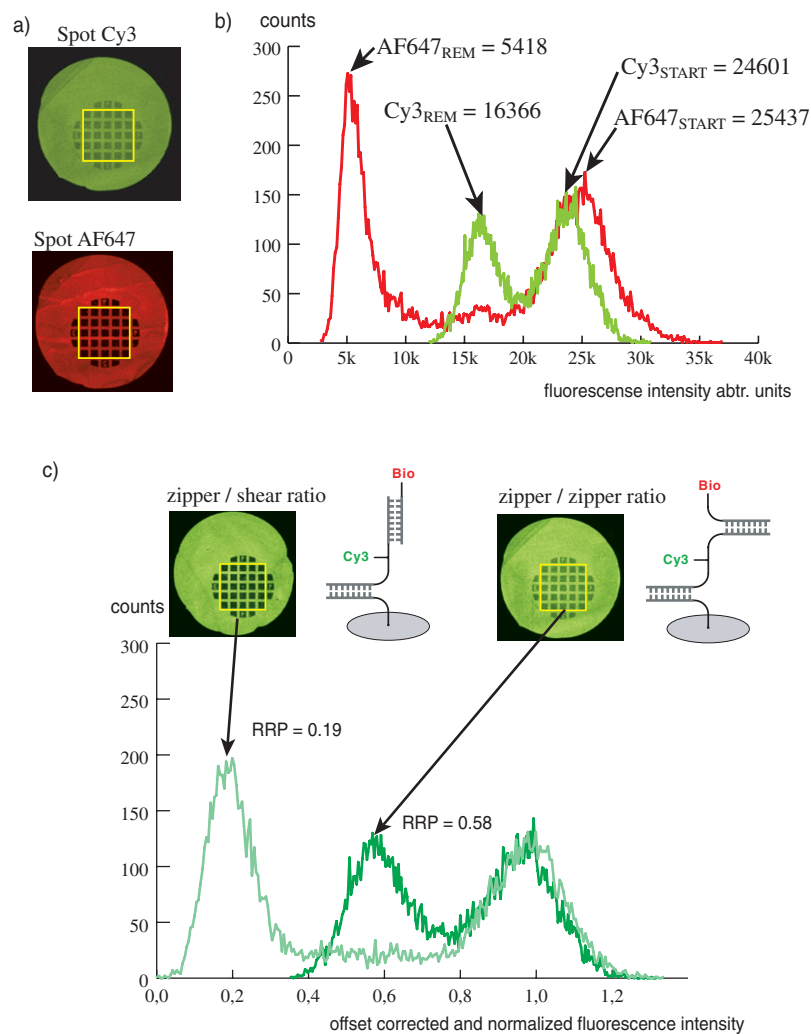 a)
Spot Cy3
Spot AF647
b)
counts
300
250
200
150
100
50
0
AF647REM = 5418
Cy3REM = 16366
Cy3START = 24601
AF647START = 25437
0 5k 10k 15k 20k 25k 30k 35k 40k
fluorescense intensity abtr. units
c)
zipper / shear ratio
Bio
Cy3
zipper / zipper ratio
Bio
Cy3
counts
300
250
200
150
100
50
0
RRP = 0.19
RRP = 0.58
0,0 0,2 0,4 0,6 0,8 1,0 1,2
offset corrected and normalized fluorescence intensity